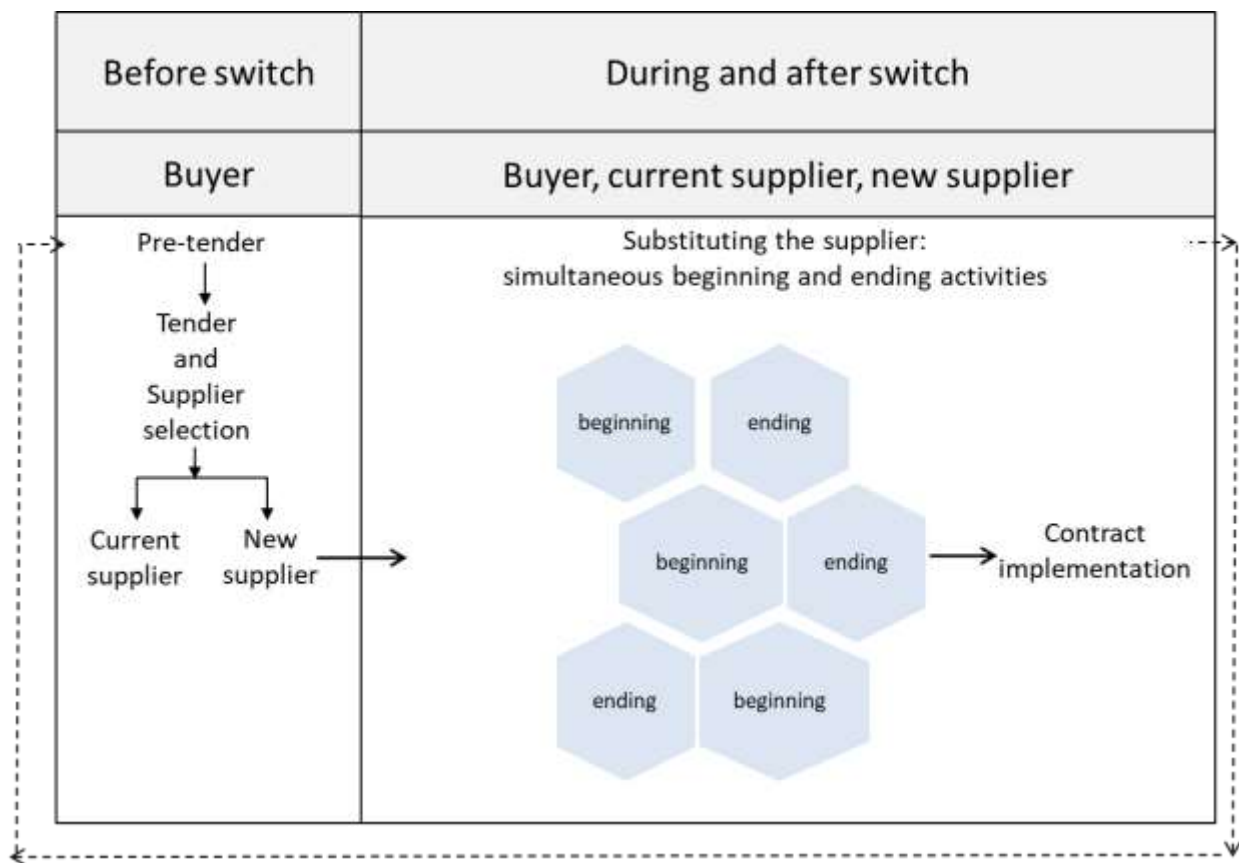 Before switch
During and after switch
Buyer
Buyer, current supplier, new supplier
Pre-tender
Tender
and
Supplier
selection
Current
supplier
New
supplier
Substituting the supplier:
simultaneous beginning and ending activities
beginning
ending
beginning
ending
ending
beginning
Contract
implementation